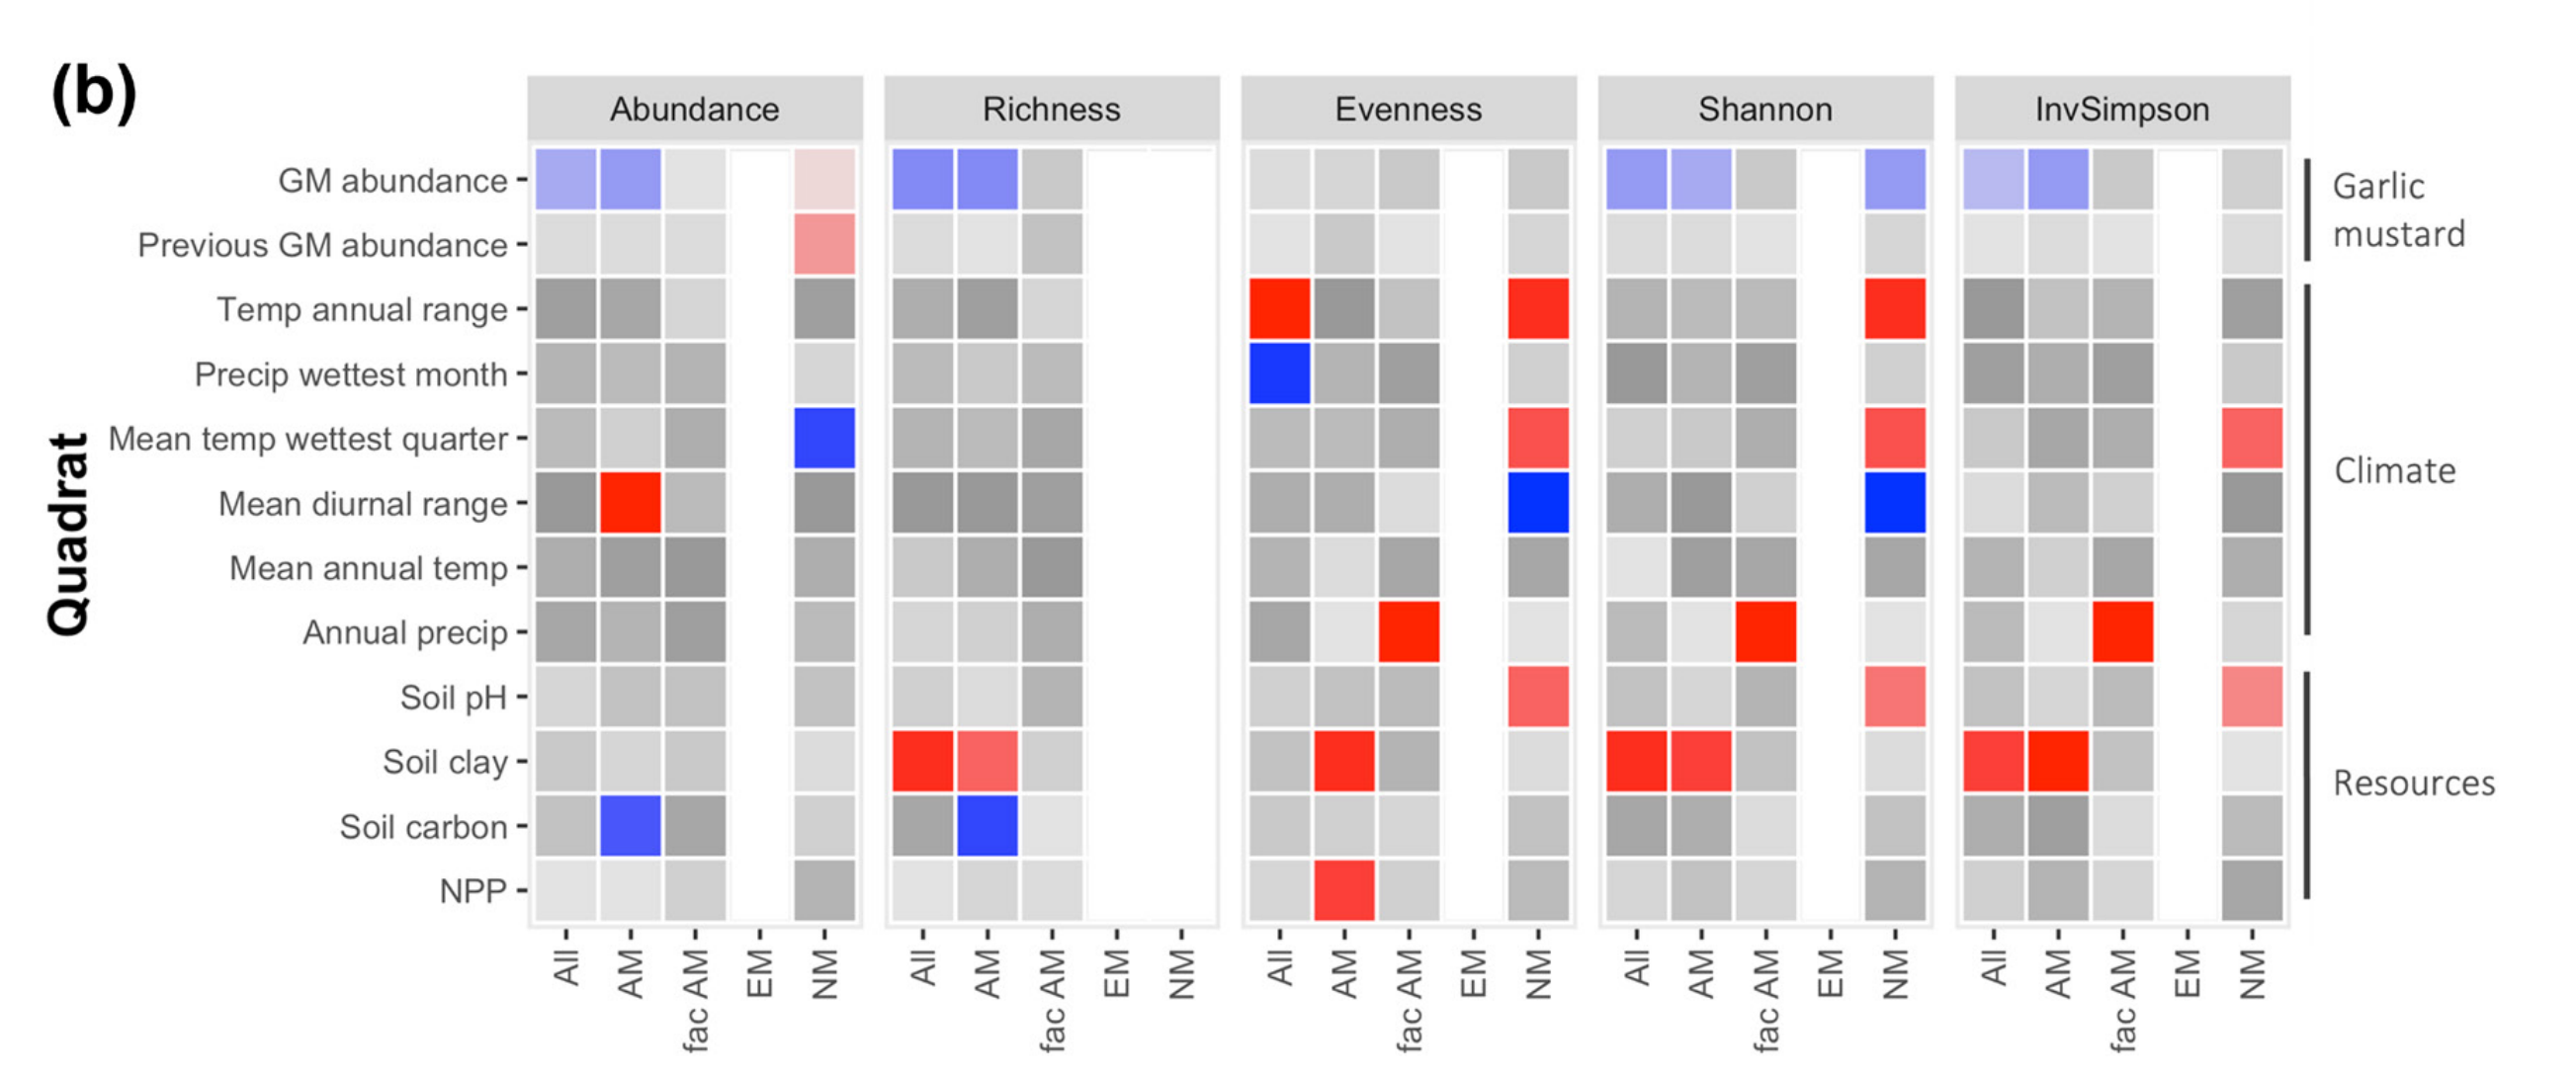 (b)
Abundance Richness Evenness Shannon InvSimpson
GM abundance
Previous GM abundance
Temp annual range
Precip wettest month
Mean temp wettest quarter
Mean diurnal range
Mean annual temp
Annual precip
Soil pH
Soil clay
Soil carbon
NPP
Quadrat
Garlic
mustard
Climate
Resources
All AM fac AM EM NM All AM fac AM EM NM All AM fac AM EM NM All AM fac AM EM NM All AM fac AM EM NM